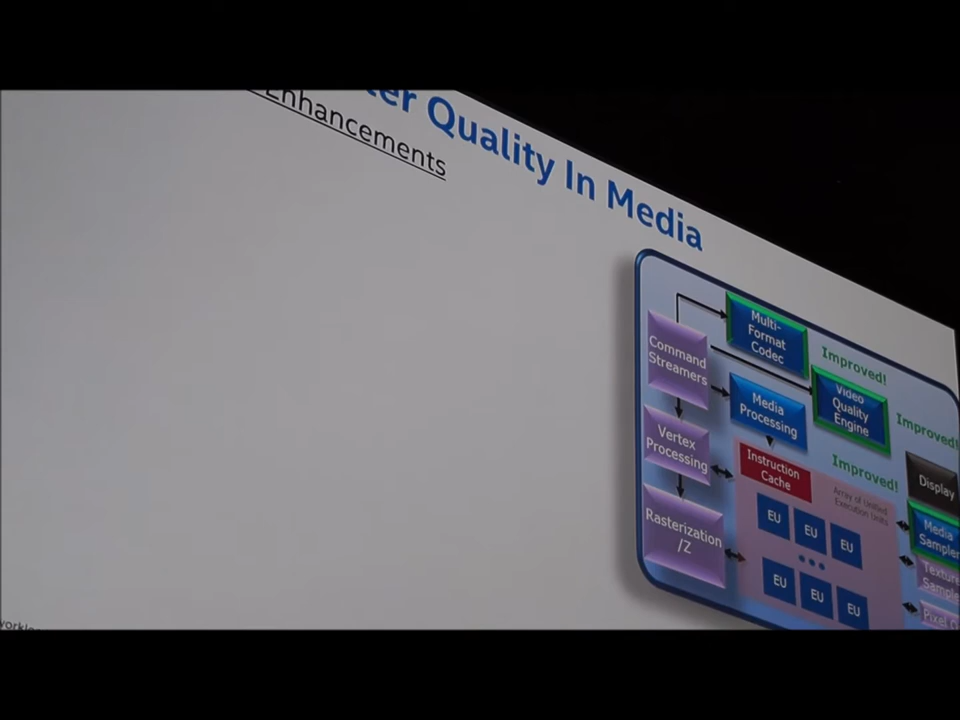 Quality In Media
Enhancements
Multi-
Format
Codec
Improved!
Command
Streamers
Video
Quality
Engine
Improved!
Media
Processing
Vertex
Processing
Improved!
Instruction
Cache
Display
Array of Unified
Execution Units
EU
EU
EU
Media
Sampler
Rasterization
/Z
EU
EU
EU
Pixel